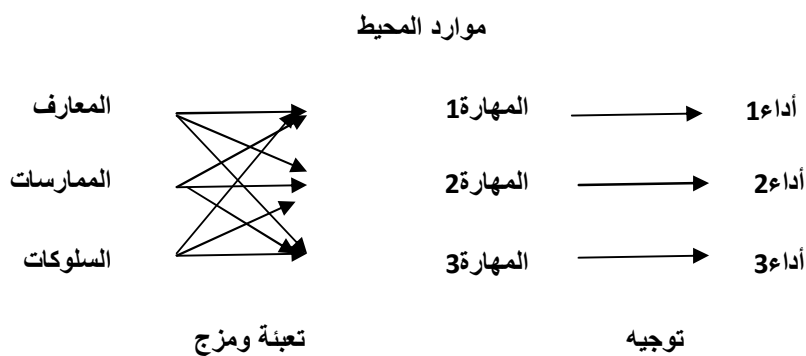 موارد المحيط
المعارف المهارة1 أداء1
الممارسات المهارة2 أداء2
السلوكات المهارة3 أداء3
تعبئة ومزج توجيه